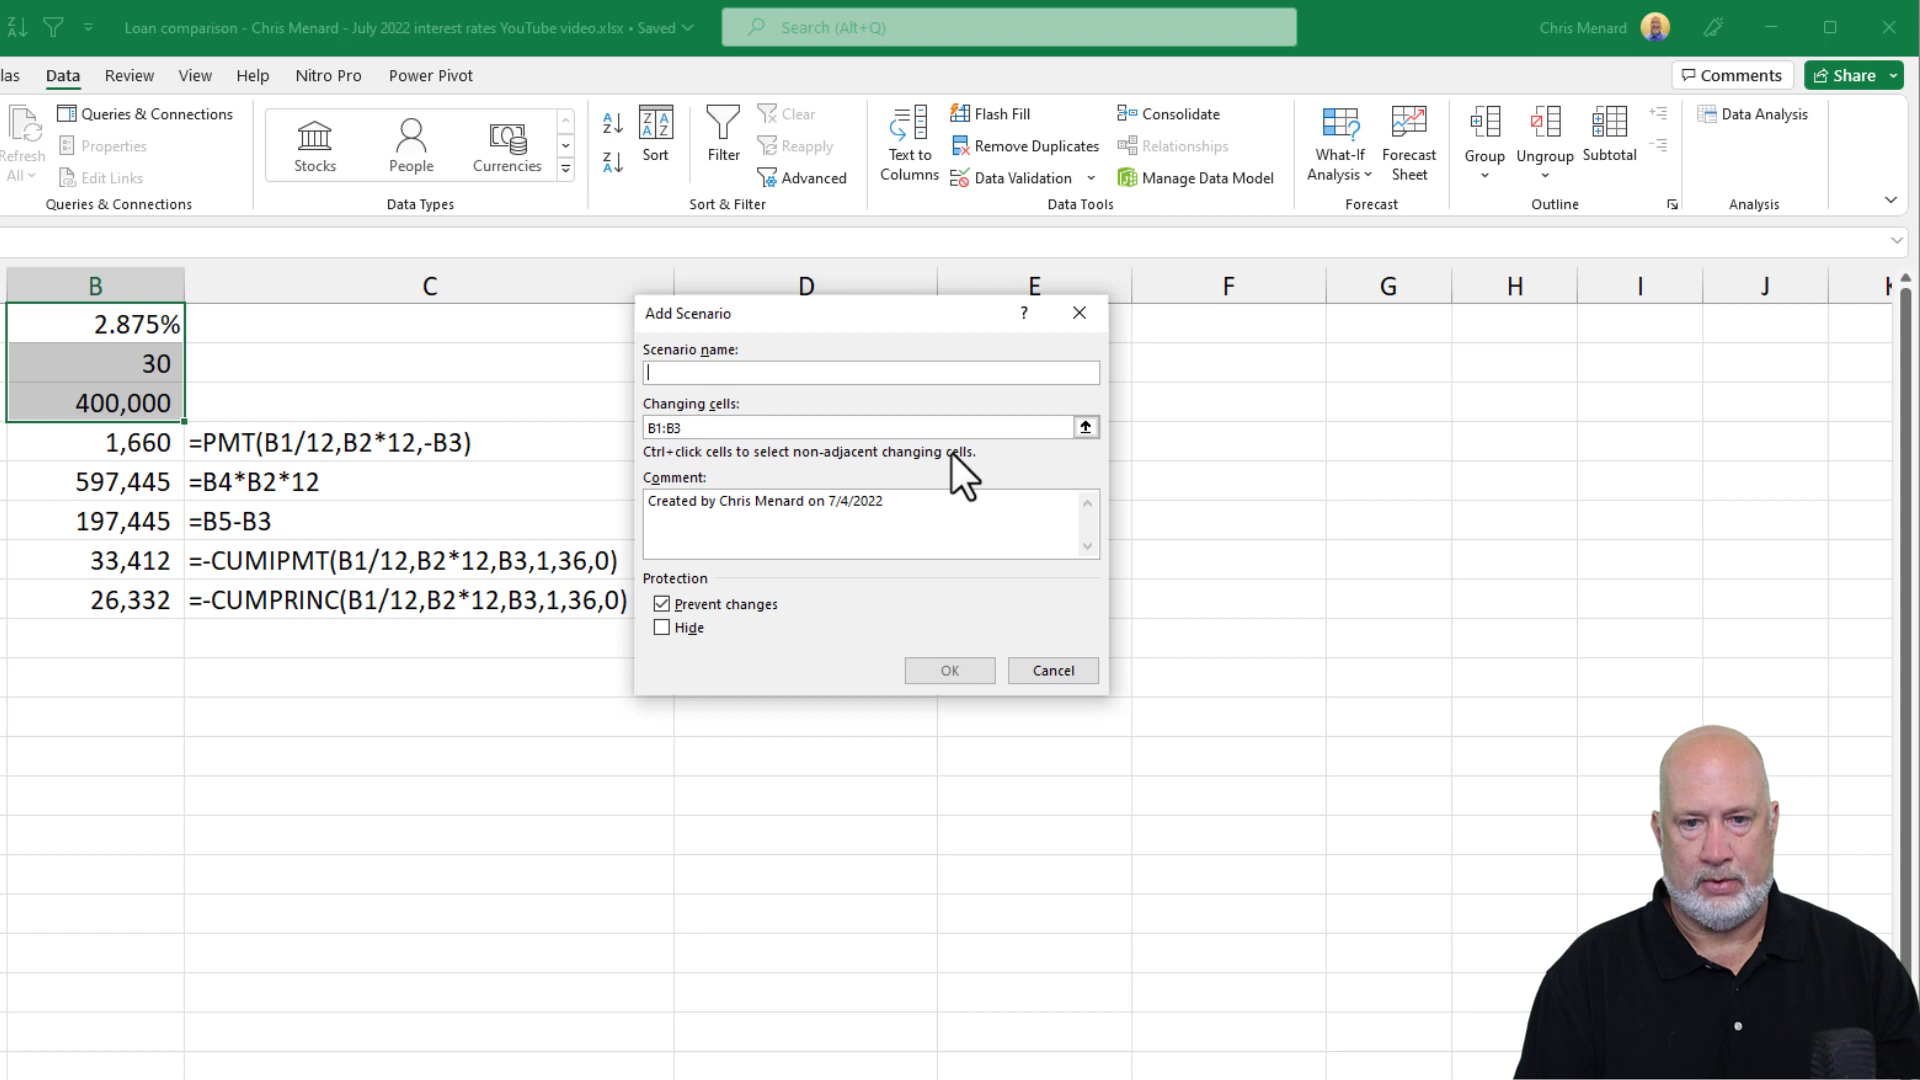 Loan comparison - Chris Menard - July 2022 interest rates YouTube video.xlsx • Saved
Search (Alt+Q)
Chris Menard
las
Data
Review
View
Help
Nitro Pro
Power Pivot
Comments
Share
Refresh All
Queries & Connections
Properties
Edit Links
Queries & Connections
Stocks
People
Currencies
Data Types
Sort
Filter
Clear
Reapply
Advanced
Sort & Filter
Text to Columns
Flash Fill
Remove Duplicates
Data Validation
Consolidate
Relationships
Manage Data Model
Data Tools
What-If Analysis
Forecast Sheet
Forecast
Group
Ungroup
Subtotal
Outline
Data Analysis
Analysis
B C D E F G H I J K
2.875%
30
400,000
1,660 =PMT(B1/12,B2*12,-B3)
597,445 =B4*B2*12
197,445 =B5-B3
33,412 =-CUMIPMT(B1/12,B2*12,B3,1,36,0)
26,332 =-CUMPRINC(B1/12,B2*12,B3,1,36,0)
Add Scenario
?
Scenario name:
Changing cells:
B1:B3
Ctrl+click cells to select non-adjacent changing cells.
Comment:
Created by Chris Menard on 7/4/2022
Protection
Prevent changes
Hide
OK
Cancel